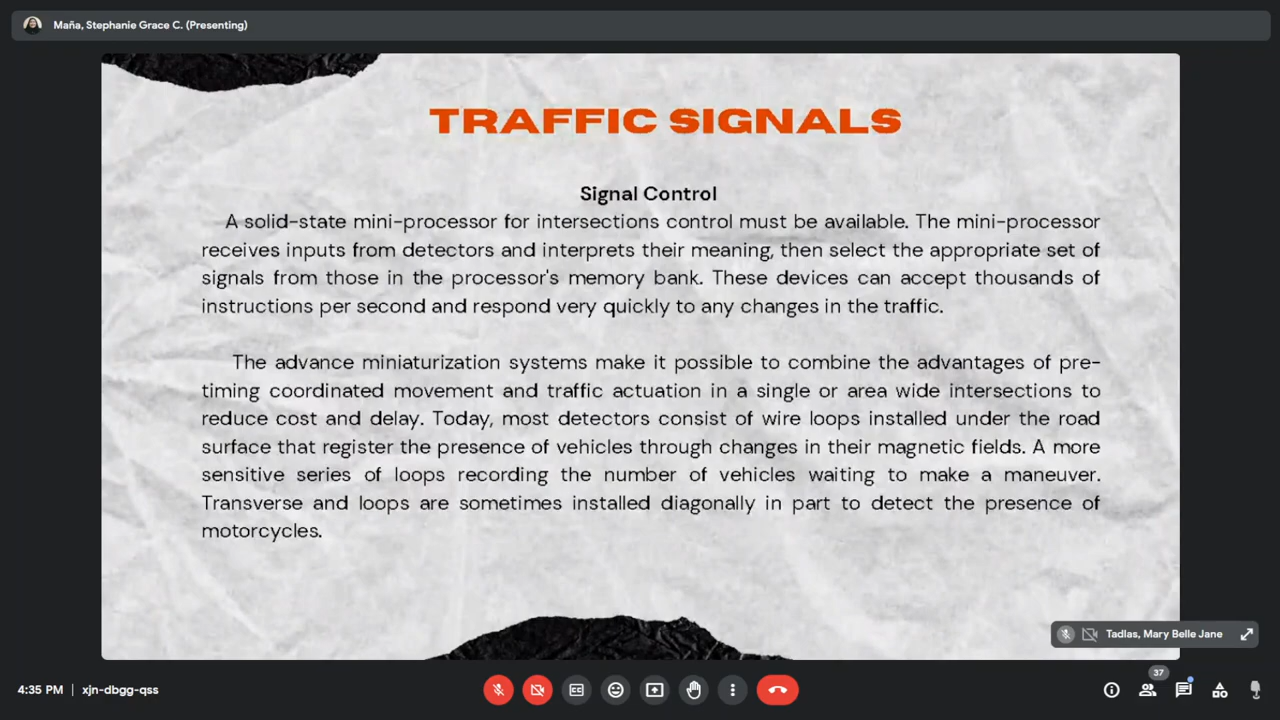 Maña, Stephanie Grace C. (Presenting)
TRAFFIC SIGNALS
Signal Control
A solid-state mini-processor for intersections control must be available. The mini-processor
receives inputs from detectors and interprets their meaning, then select the appropriate set of
signals from those in the processor's memory bank. These devices can accept thousands of
instructions per second and respond very quickly to any changes in the traffic.
The advance miniaturization systems make it possible to combine the advantages of pre-
timing coordinated movement and traffic actuation in a single or area wide intersections to
reduce cost and delay. Today, most detectors consist of wire loops installed under the road
surface that register the presence of vehicles through changes in their magnetic fields. A more
sensitive series of loops recording the number of vehicles waiting to make a maneuver.
Transverse and loops are sometimes installed diagonally in part to detect the presence of
motorcycles.
Tadlas, Mary Belle Jane
4:35 PM | xjn-dbgg-qss
CC
37